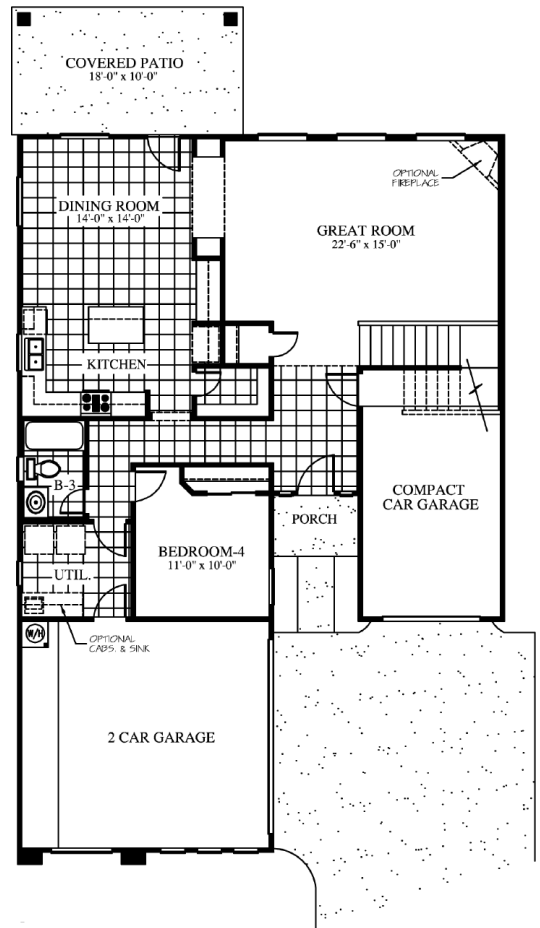 COVERED PATIO
18'-0" x 10'-0"
OPTIONAL
FIREPLACE
DINING ROOM
14'-0" x 14'-0"
GREAT ROOM
22'-6" x 15'-0"
KITCHEN
B-3
COMPACT
CAR GARAGE
PORCH
BEDROOM-4
11'-0" x 10'-0"
UTIL.
W/H
OPTIONAL
CABS. & SINK
2 CAR GARAGE